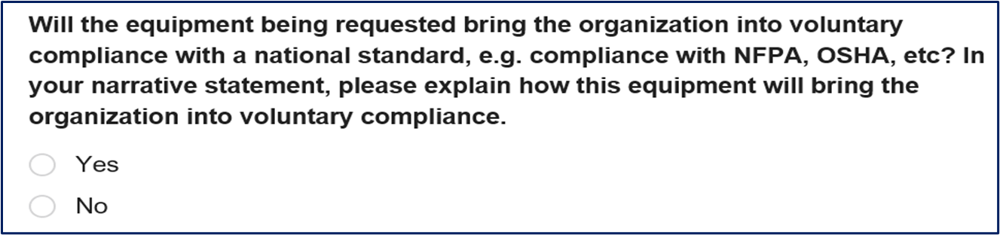 Will the equipment being requested bring the organization into voluntary
compliance with a national standard, e.g. compliance with NFPA, OSHA, etc? In
your narrative statement, please explain how this equipment will bring the
organization into voluntary compliance.
Yes
No